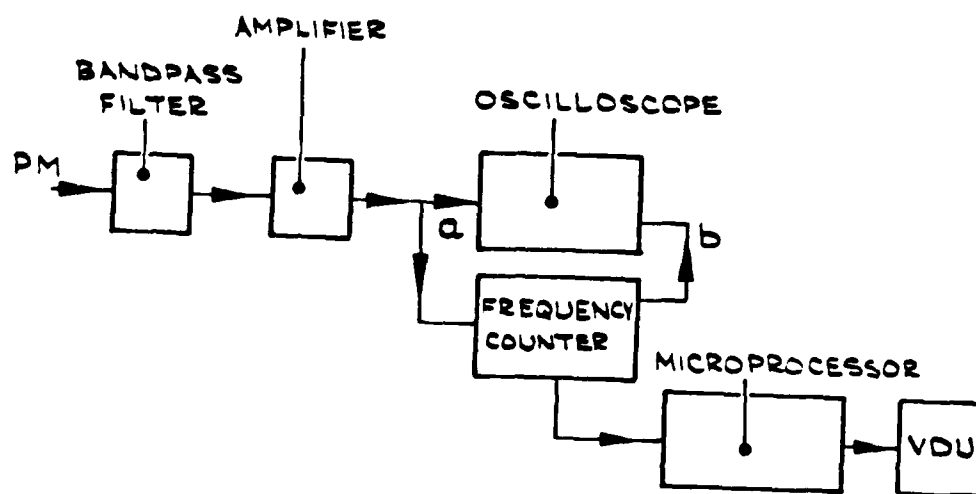 AMPLIFIER
BANDPASS
FILTER
OSCILLOSCOPE
PM
a
b
FREQUENCY
COUNTER
MICROPROCESSOR
VDU